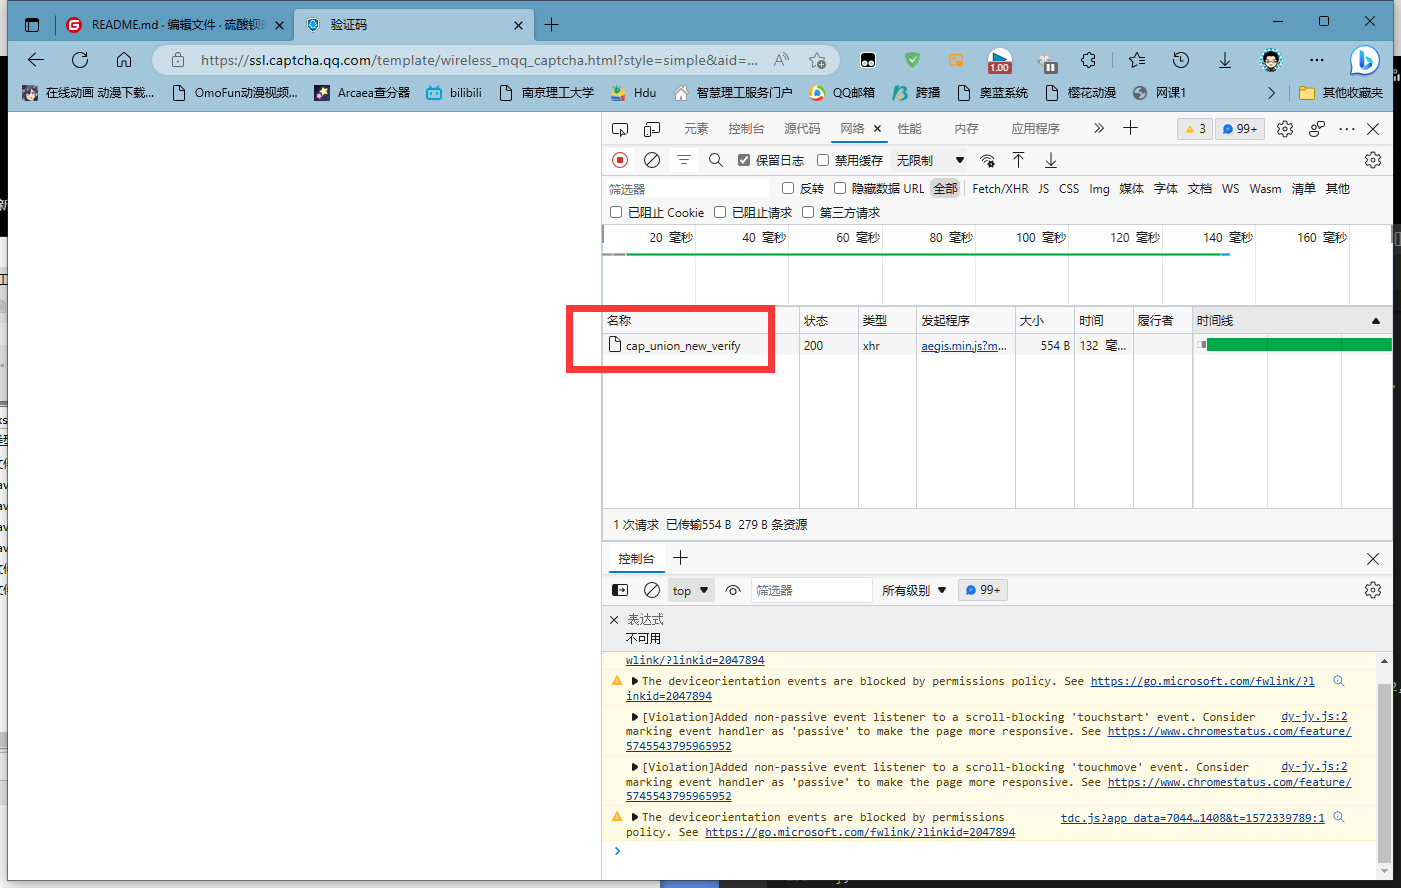 README.md · 编辑文件 · 硫酸钡
验证码
https://ssl.captcha.qq.com/template/wireless_mqq_captcha.html?style=simple&aid=...
1.00
在线动画 动漫下载...
OmoFun动漫视频...
Arcaea查分器
bilibili
南京理工大学
Hdu
智慧理工服务门户
QQ邮箱
跨播
奥蓝系统
樱花动漫
网课1
其他收藏夹
元素 控制台 源代码 网络 性能 内存 应用程序 3 99+
保留日志 禁用缓存 无限制
筛选器 反转 隐藏数据 URL 全部 Fetch/XHR JS CSS Img 媒体 字体 文档 WS Wasm 清单 其他
已阻止 Cookie 已阻止请求 第三方请求
20 毫秒 40 毫秒 60 毫秒 80 毫秒 100 毫秒 120 毫秒 140 毫秒 160 毫秒
名称 状态 类型 发起程序 大小 时间 履行者 时间线
cap_union_new_verify 200 xhr aegis.min.js?m... 554 B 132 毫...
1 次请求 已传输554 B 279 B 条资源
控制台
top 筛选器 所有级别 99+
表达式
不可用
wlink/?linkid=2047894
The deviceorientation events are blocked by permissions policy. See https://go.microsoft.com/fwlink/?l
inkid=2047894
[Violation]Added non-passive event listener to a scroll-blocking 'touchstart' event. Consider dy-jy.js:2
marking event handler as 'passive' to make the page more responsive. See https://www.chromestatus.com/feature/
5745543795965952
[Violation]Added non-passive event listener to a scroll-blocking 'touchmove' event. Consider dy-jy.js:2
marking event handler as 'passive' to make the page more responsive. See https://www.chromestatus.com/feature/
5745543795965952
The deviceorientation events are blocked by permissions tdc.js?app_data=7044…1408&t=1572339789:1
policy. See https://go.microsoft.com/fwlink/?linkid=2047894